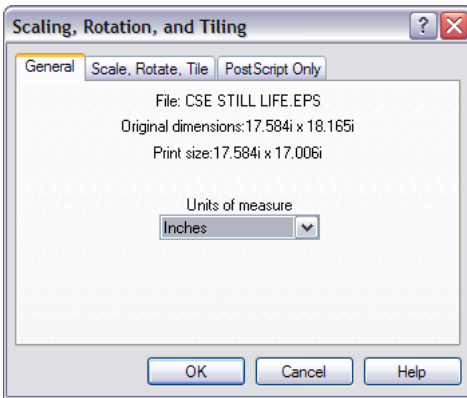 Scaling, Rotation, and Tiling
?
X
General Scale, Rotate, Tile PostScript Only
File: CSE STILL LIFE.EPS
Original dimensions:17.584i x 18.165i
Print size:17.584i x 17.006i
Units of measure
Inches
OK Cancel Help